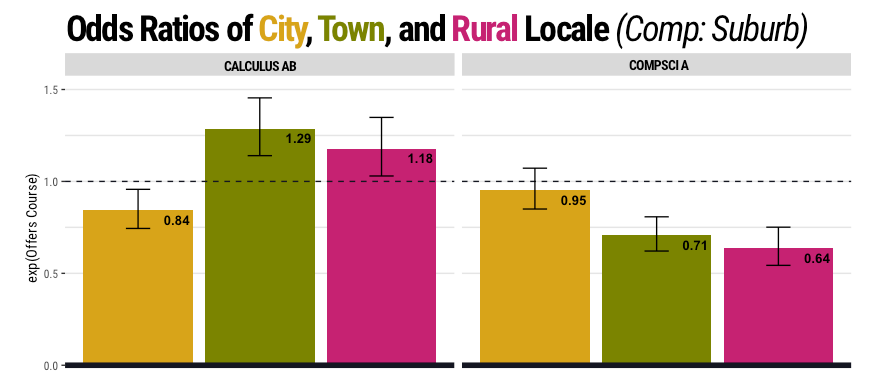 Odds Ratios of City, Town, and Rural Locale (Comp: Suburb)
CALCULUS AB
COMPSCI A
exp(Offers Course)
1.5
1.0
0.5
0.0
0.84
1.29
1.18
0.95
0.71
0.64